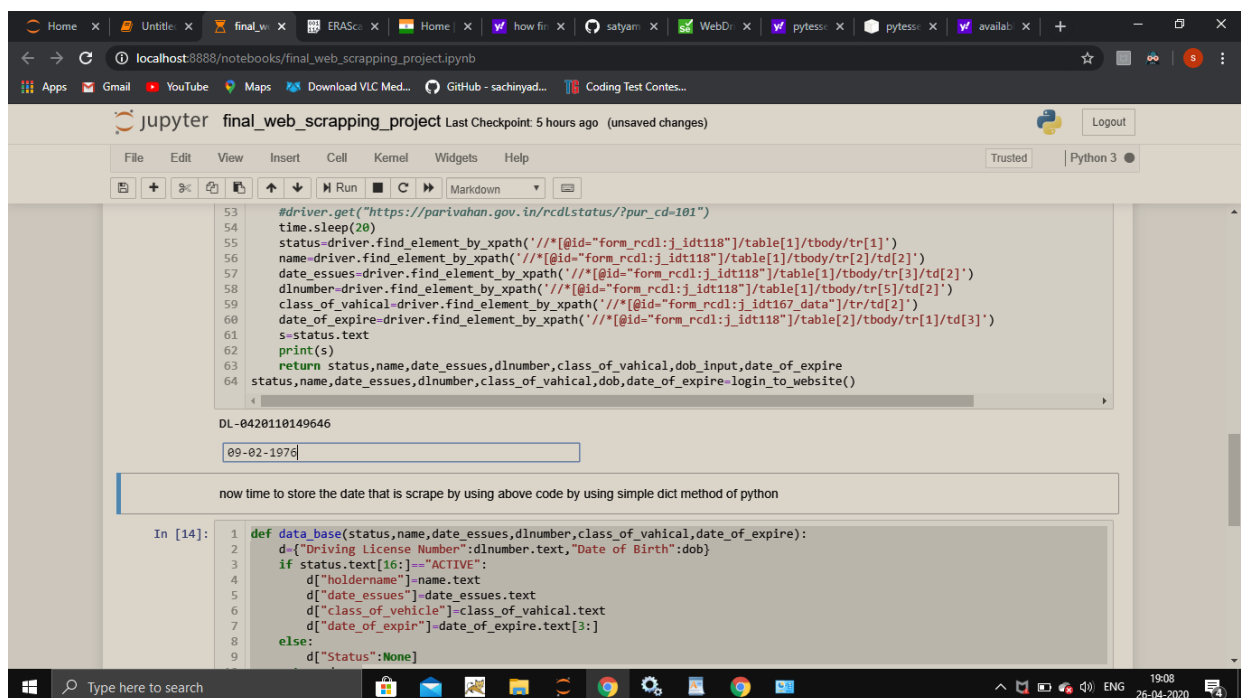 Home
Untitled
final_we
ERASca
Home |
how fin
satyam
WebDri
pytesse
pytesse
availabl
localhost:8888/notebooks/final_web_scrapping_project.ipynb
S
Apps Gmail YouTube Maps Download VLC Med... GitHub - sachinyad... Coding Test Contes...
jupyter final_web_scrapping_project Last Checkpoint: 5 hours ago (unsaved changes)
Logout
File Edit View Insert Cell Kernel Widgets Help
Trusted
Python 3
Run
Markdown
53 #driver.get("https://parivahan.gov.in/rcdlstatus/?pur_cd=101")
54 time.sleep(20)
55 status=driver.find_element_by_xpath('//*[@id="form_rcdl:j_idt118"]/table[1]/tbody/tr[1]')
56 name=driver.find_element_by_xpath('//*[@id="form_rcdl:j_idt118"]/table[1]/tbody/tr[2]/td[2]')
57 date_essues=driver.find_element_by_xpath('//*[@id="form_rcdl:j_idt118"]/table[1]/tbody/tr[3]/td[2]')
58 dlnumber=driver.find_element_by_xpath('//*[@id="form_rcdl:j_idt118"]/table[1]/tbody/tr[5]/td[2]')
59 class_of_vahical=driver.find_element_by_xpath('//*[@id="form_rcdl:j_idt167_data"]/tr/td[2]')
60 date_of_expire=driver.find_element_by_xpath('//*[@id="form_rcdl:j_idt118"]/table[2]/tbody/tr[1]/td[3]')
61 s=status.text
62 print(s)
63 return status,name,date_essues,dlnumber,class_of_vahical,dob_input,date_of_expire
64 status,name,date_essues,dlnumber,class_of_vahical,dob,date_of_expire=login_to_website()
DL-0420110149646
09-02-1976
now time to store the date that is scrape by using above code by using simple dict method of python
In [14]:
1 def data_base(status,name,date_essues,dlnumber,class_of_vahical,date_of_expire):
2 d={"Driving License Number":dlnumber.text,"Date of Birth":dob}
3 if status.text[16:]=="ACTIVE":
4 d["holdername"]=name.text
5 d["date_essues"]=date_essues.text
6 d["class_of_vehicle"]=class_of_vahical.text
7 d["date_of_expir"]=date_of_expire.text[3:]
8 else:
9 d["Status":None]
Type here to search
ENG
19:08
26-04-2020
4